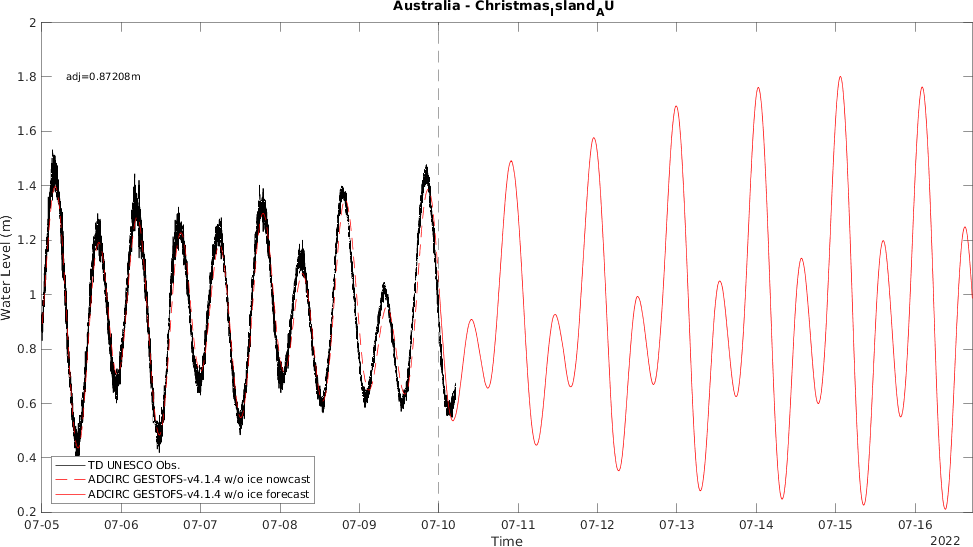 Australia - Christmas_Island_AU
2
1.8
adj=0.87208m
1.6
1.4
1.2
Water Level (m)
1
0.8
0.6
0.4
TD UNESCO Obs.
ADCIRC GESTOFS-v4.1.4 w/o ice nowcast
ADCIRC GESTOFS-v4.1.4 w/o ice forecast
0.2
07-05 07-06 07-07 07-08 07-09 07-10 07-11 07-12 07-13 07-14 07-15 07-16
Time
2022